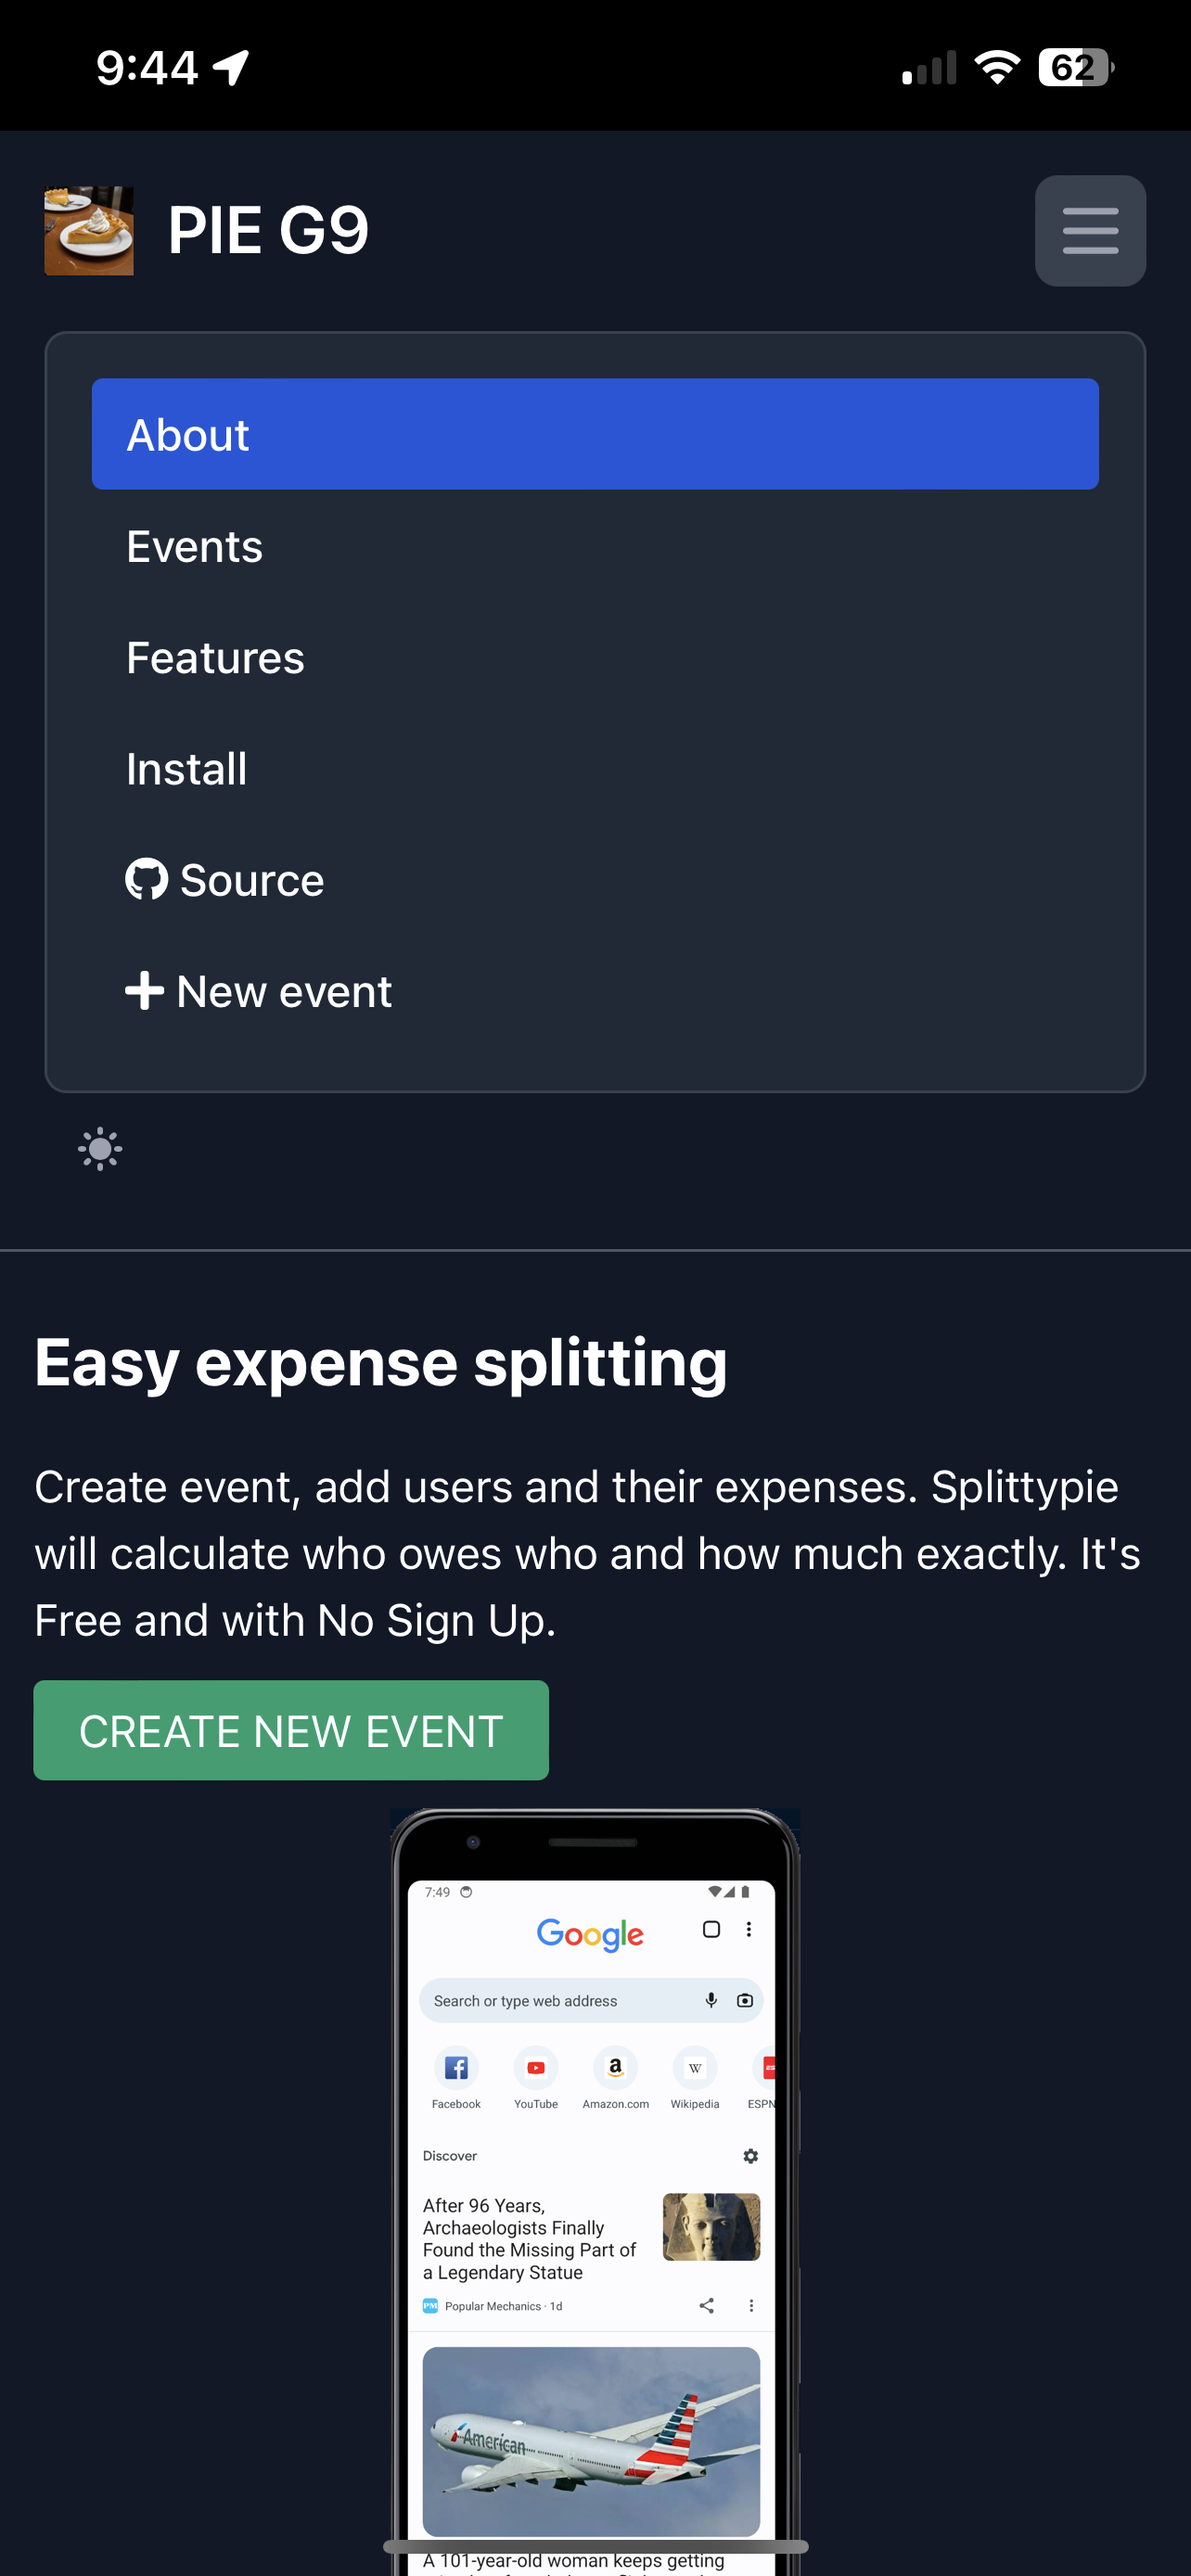 9:44
62
PIE G9
About
Events
Features
Install
Source
New event
Easy expense splitting
Create event, add users and their expenses. Splittypie
will calculate who owes who and how much exactly. It's
Free and with No Sign Up.
CREATE NEW EVENT
7:49
Google
Search or type web address
a
W
Facebook
YouTube
Amazon.com
Wikipedia
ESPN
Discover
After 96 Years,
Archaeologists Finally
Found the Missing Part of
a Legendary Statue
PM
Popular Mechanics · 1d
American
A 101-year-old woman keeps getting